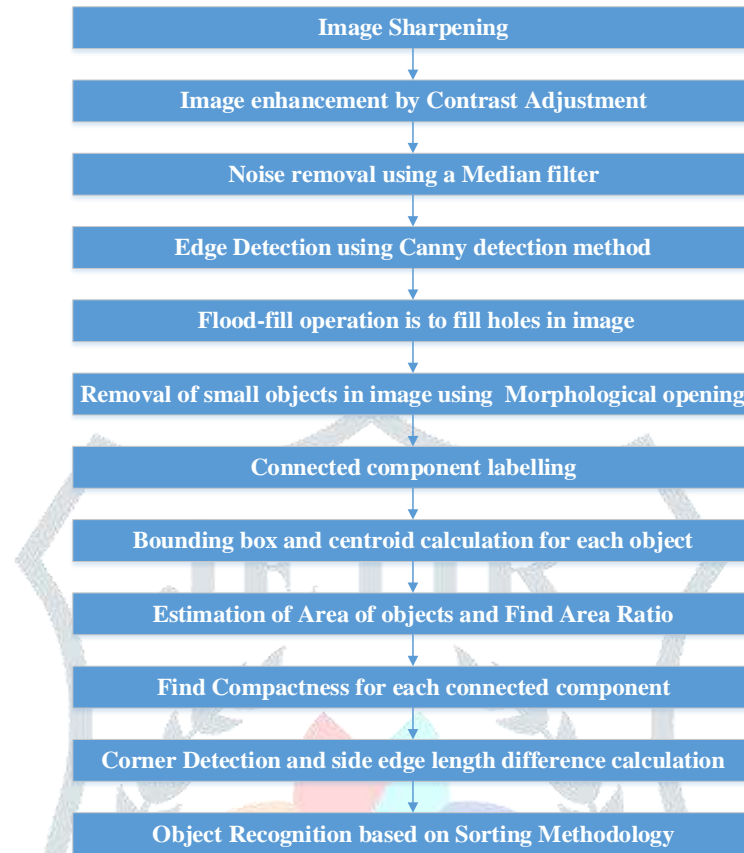 Image Sharpening
Image enhancement by Contrast Adjustment
Noise removal using a Median filter
Edge Detection using Canny detection method
Flood-fill operation is to fill holes in image
Removal of small objects in image using Morphological opening
Connected component labelling
Bounding box and centroid calculation for each object
Estimation of Area of objects and Find Area Ratio
Find Compactness for each connected component
Corner Detection and side edge length difference calculation
Object Recognition based on Sorting Methodology